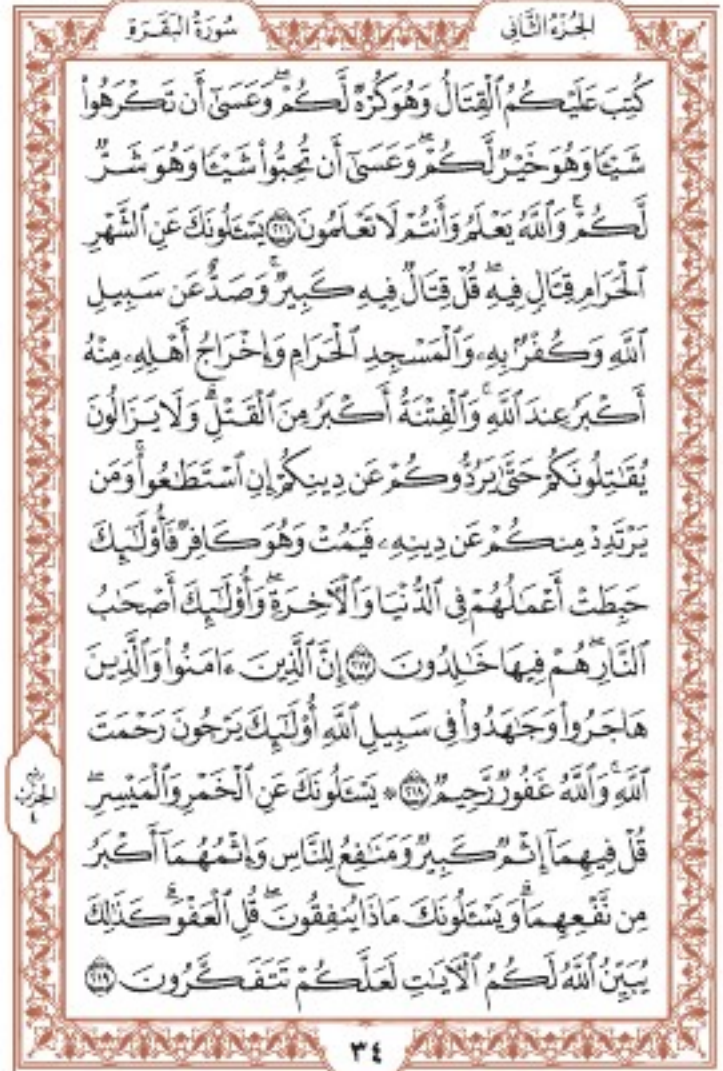 الجُزْءُ الثَّانِي
سُورَةُ البَقَرَةِ
كُتِبَ عَلَيۡكُمُ ٱلۡقِتَالُ وَهُوَ كُرۡهٞ لَّكُمۡۖ وَعَسَىٰٓ أَن تَكۡرَهُواْ
شَيۡـٔٗا وَهُوَ خَيۡرٞ لَّكُمۡۖ وَعَسَىٰٓ أَن تُحِبُّواْ شَيۡـٔٗا وَهُوَ شَرّٞ
لَّكُمۡۚ وَٱللَّهُ يَعۡلَمُ وَأَنتُمۡ لَا تَعۡلَمُونَ ٢١٦ يَسۡـَٔلُونَكَ عَنِ ٱلشَّهۡرِ
ٱلۡحَرَامِ قِتَالٖ فِيهِۖ قُلۡ قِتَالٞ فِيهِ كَبِيرٞۚ وَصَدٌّ عَن سَبِيلِ
ٱللَّهِ وَكُفۡرُۢ بِهِۦ وَٱلۡمَسۡجِدِ ٱلۡحَرَامِ وَإِخۡرَاجُ أَهۡلِهِۦ مِنۡهُ
أَكۡبَرُ عِندَ ٱللَّهِۚ وَٱلۡفِتۡنَةُ أَكۡبَرُ مِنَ ٱلۡقَتۡلِۗ وَلَا يَزَالُونَ
يُقَٰتِلُونَكُمۡ حَتَّىٰ يَرُدُّوكُمۡ عَن دِينِكُمۡ إِنِ ٱسۡتَطَٰعُواْۚ وَمَن
يَرۡتَدِدۡ مِنكُمۡ عَن دِينِهِۦ فَيَمُتۡ وَهُوَ كَافِرٞ فَأُوْلَٰٓئِكَ
حَبِطَتۡ أَعۡمَٰلُهُمۡ فِي ٱلدُّنۡيَا وَٱلۡأٓخِرَةِۖ وَأُوْلَٰٓئِكَ أَصۡحَٰبُ
ٱلنَّارِۖ هُمۡ فِيهَا خَٰلِدُونَ ٢١٧ إِنَّ ٱلَّذِينَ ءَامَنُواْ وَٱلَّذِينَ
هَاجَرُواْ وَجَٰهَدُواْ فِي سَبِيلِ ٱللَّهِ أُوْلَٰٓئِكَ يَرۡجُونَ رَحۡمَتَ
ٱللَّهِۚ وَٱللَّهُ غَفُورٞ رَّحِيمٞ ٢١٨ ۞ يَسۡـَٔلُونَكَ عَنِ ٱلۡخَمۡرِ وَٱلۡمَيۡسِرِۖ
قُلۡ فِيهِمَآ إِثۡمٞ كَبِيرٞ وَمَنَٰفِعُ لِلنَّاسِ وَإِثۡمُهُمَآ أَكۡبَرُ
مِن نَّفۡعِهِمَاۗ وَيَسۡـَٔلُونَكَ مَاذَا يُنفِقُونَۖ قُلِ ٱلۡعَفۡوَۗ كَذَٰلِكَ
يُبَيِّنُ ٱللَّهُ لَكُمُ ٱلۡأٓيَٰتِ لَعَلَّكُمۡ تَتَفَكَّرُونَ ٢١٩
ربع
الحزب
٤
٣٤